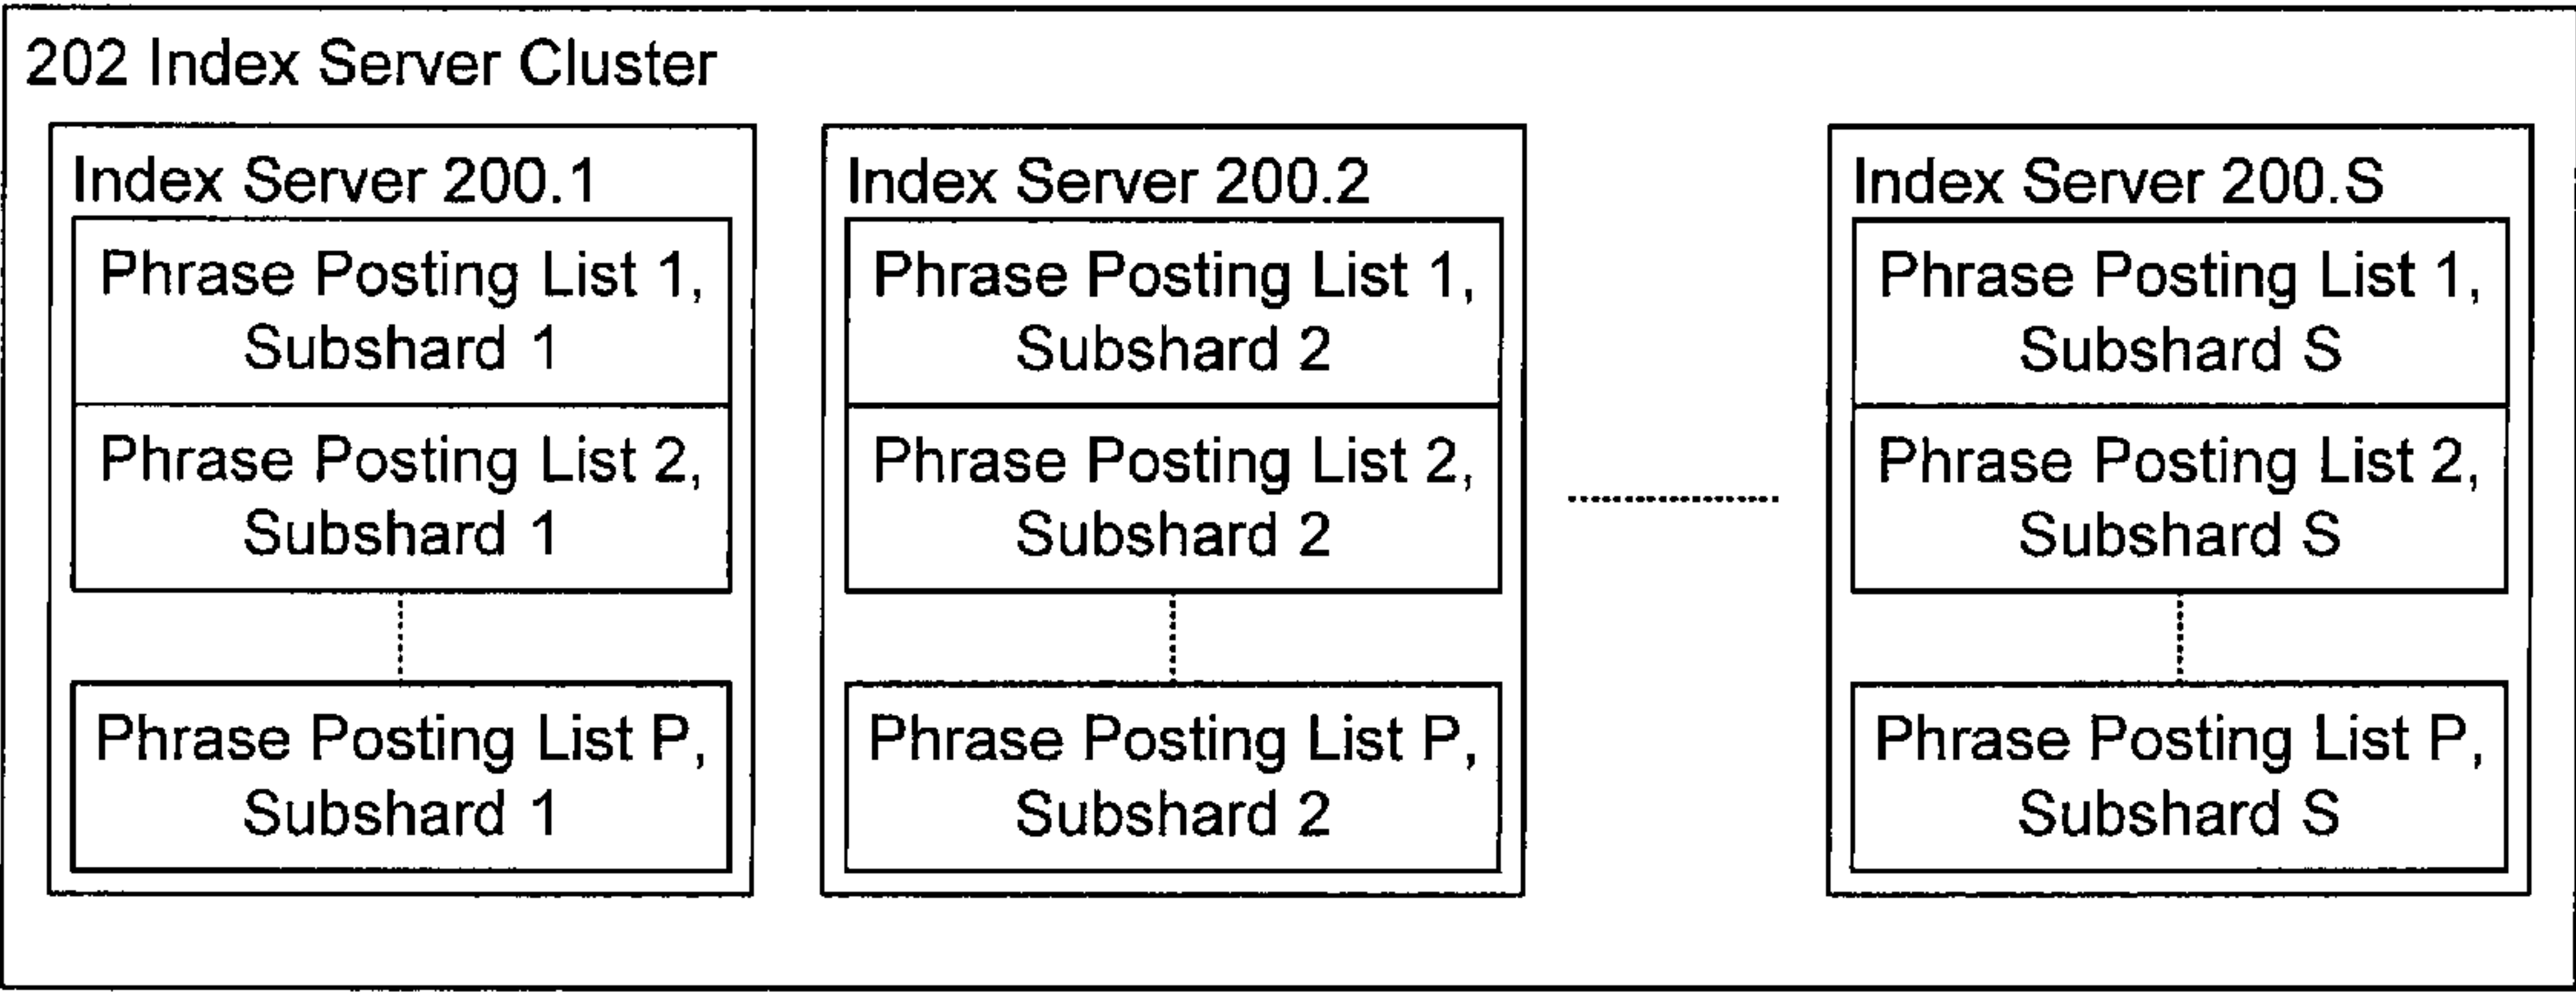 202 Index Server Cluster
Index Server 200.1
Phrase Posting List 1,
Subshard 1
Phrase Posting List 2,
Subshard 1
Phrase Posting List P,
Subshard 1
Index Server 200.2
Phrase Posting List 1,
Subshard 2
Phrase Posting List 2,
Subshard 2
Phrase Posting List P,
Subshard 2
Index Server 200.S
Phrase Posting List 1,
Subshard S
Phrase Posting List 2,
Subshard S
Phrase Posting List P,
Subshard S